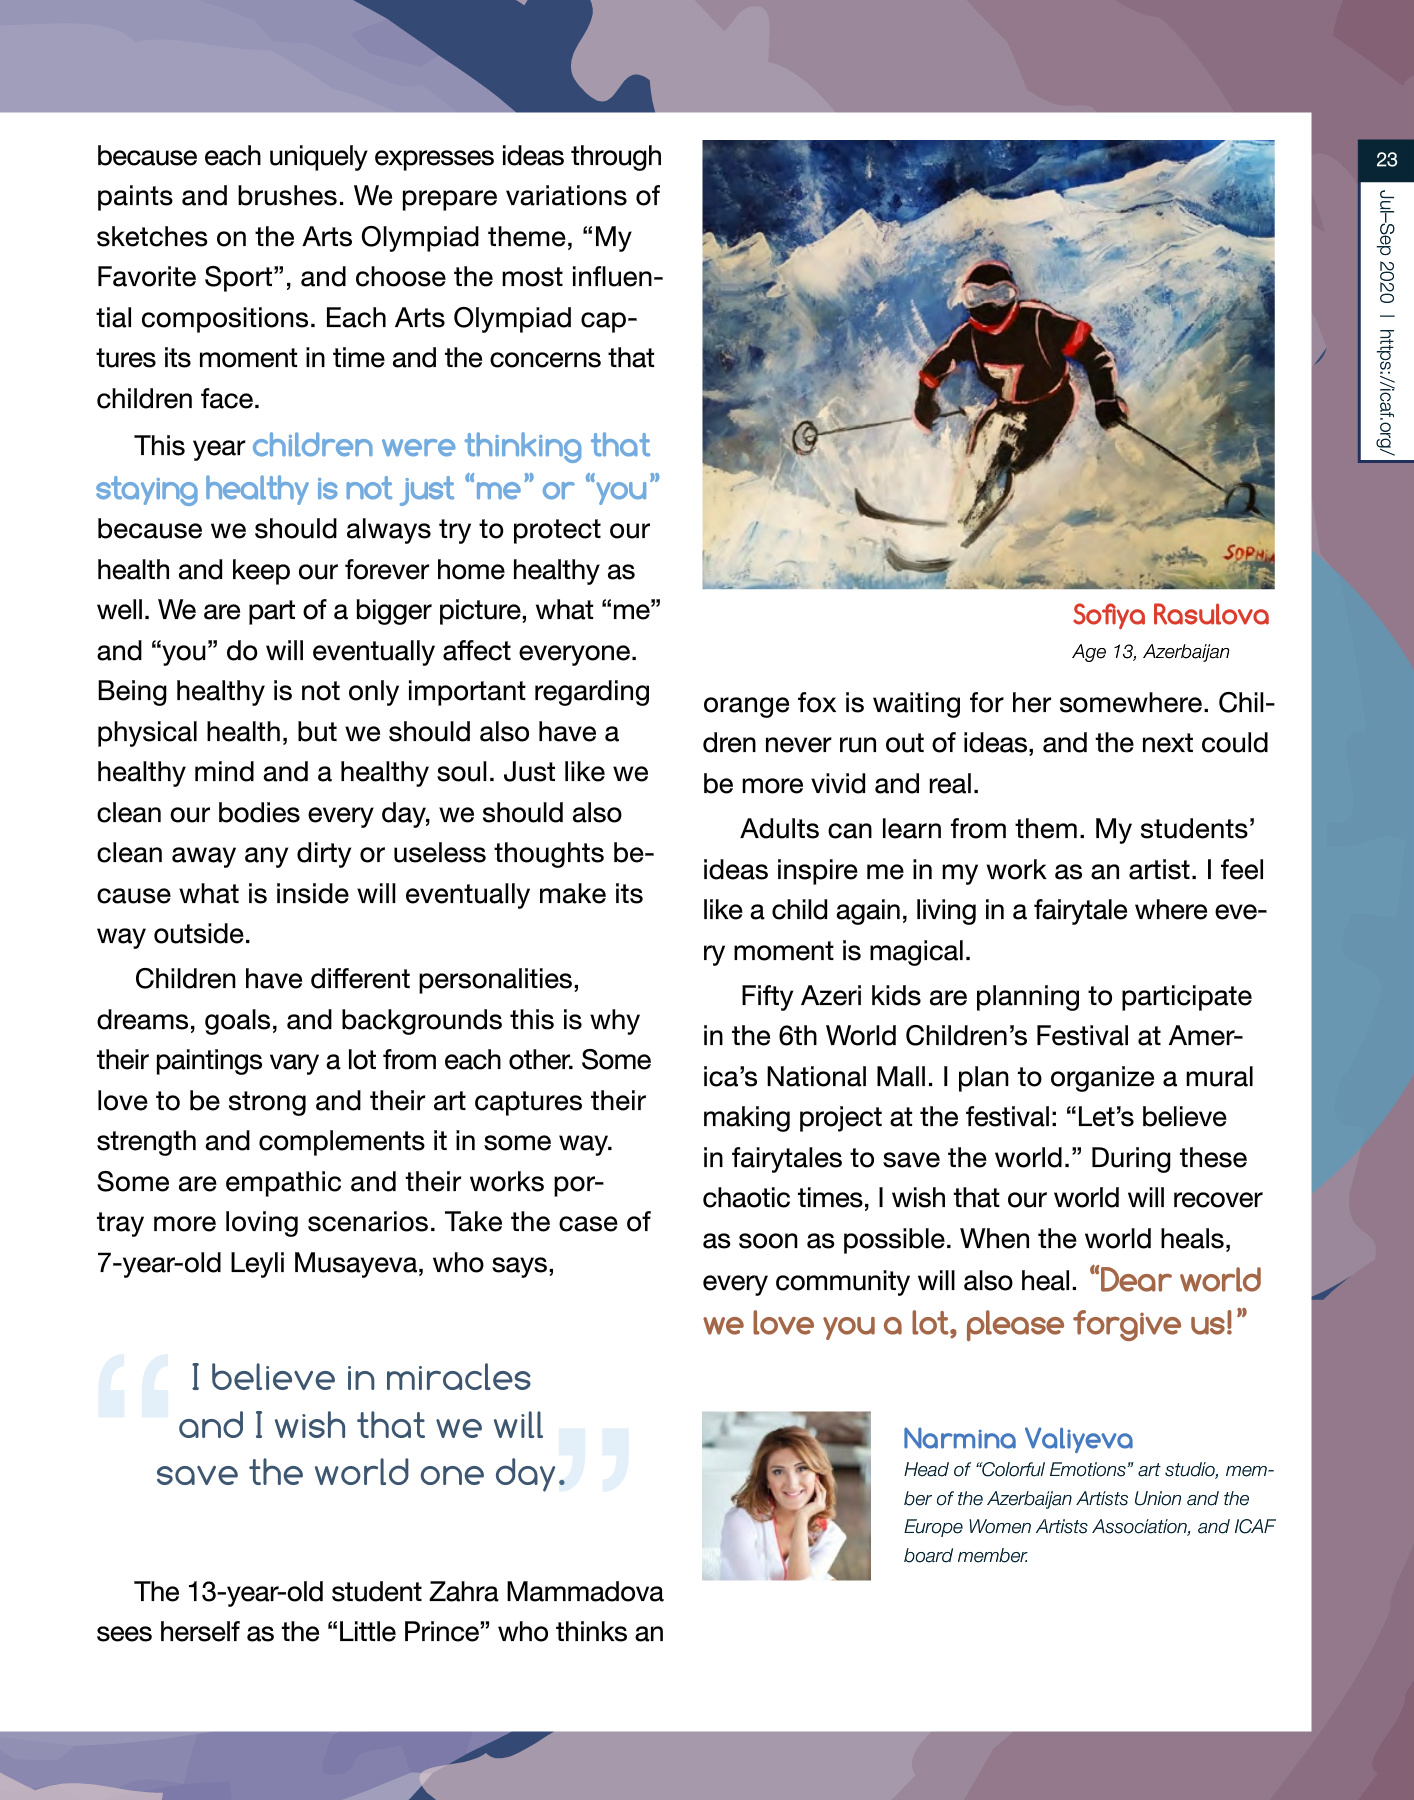 because each uniquely expresses ideas through
paints and brushes. We prepare variations of
sketches on the Arts Olympiad theme, “My
Favorite Sport”, and choose the most influen-
tial compositions. Each Arts Olympiad cap-
tures its moment in time and the concerns that
children face.
This year children were thinking that
staying healthy is not just “me” or “you”
because we should always try to protect our
health and keep our forever home healthy as
well. We are part of a bigger picture, what “me”
and “you” do will eventually affect everyone.
Being healthy is not only important regarding
physical health, but we should also have a
healthy mind and a healthy soul. Just like we
clean our bodies every day, we should also
clean away any dirty or useless thoughts be-
cause what is inside will eventually make its
way outside.
Children have different personalities,
dreams, goals, and backgrounds this is why
their paintings vary a lot from each other. Some
love to be strong and their art captures their
strength and complements it in some way.
Some are empathic and their works por-
tray more loving scenarios. Take the case of
7-year-old Leyli Musayeva, who says,
“ I believe in miracles
and I wish that we will
save the world one day. ”
The 13-year-old student Zahra Mammadova
sees herself as the “Little Prince” who thinks an
7
SOPHIA
Sofiya Rasulova
Age 13, Azerbaijan
orange fox is waiting for her somewhere. Chil-
dren never run out of ideas, and the next could
be more vivid and real.
Adults can learn from them. My students’
ideas inspire me in my work as an artist. I feel
like a child again, living in a fairytale where eve-
ry moment is magical.
Fifty Azeri kids are planning to participate
in the 6th World Children’s Festival at Amer-
ica’s National Mall. I plan to organize a mural
making project at the festival: “Let’s believe
in fairytales to save the world.” During these
chaotic times, I wish that our world will recover
as soon as possible. When the world heals,
every community will also heal. “Dear world
we love you a lot, please forgive us!”
Narmina Valiyeva
Head of “Colorful Emotions” art studio, mem-
ber of the Azerbaijan Artists Union and the
Europe Women Artists Association, and ICAF
board member.
23
Jul–Sep 2020 | https://icaf.org/